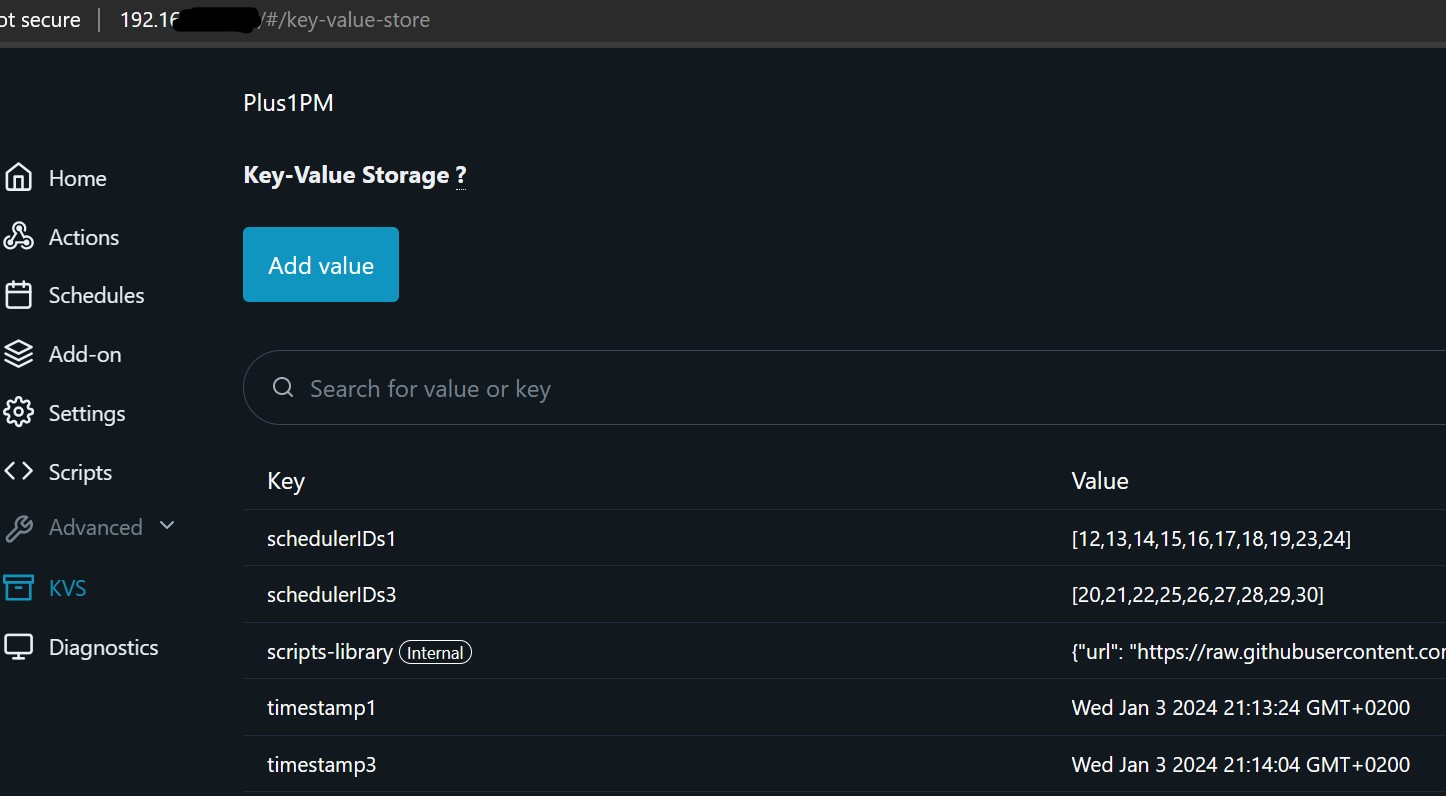 ot secure | 192.16 /#/key-value-store
Plus1PM
Key-Value Storage ?
Add value
Home
Actions
Schedules
Add-on
Settings
Scripts
Advanced
KVS
Diagnostics
Search for value or key
Key Value
schedulerIDs1 [12,13,14,15,16,17,18,19,23,24]
schedulerIDs3 [20,21,22,25,26,27,28,29,30]
scripts-library Internal {"url": "https://raw.githubusercontent.co
timestamp1 Wed Jan 3 2024 21:13:24 GMT+0200
timestamp3 Wed Jan 3 2024 21:14:04 GMT+0200